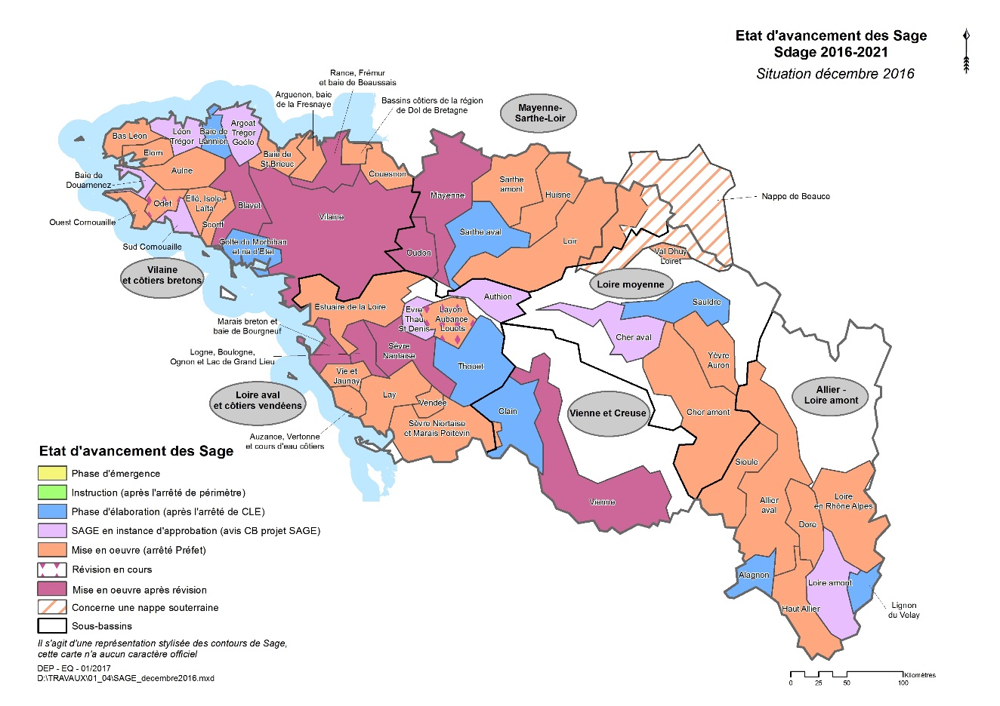 Etat d'avancement des Sage
Sdage 2016-2021
Situation décembre 2016
Rance, Frémur
et baie de Beaussais
Arguenon, baie
de la Fresnaye
Bassins côtiers de la région
de Dol de Bretagne
Mayenne-
Sarthe-Loir
Argoat
Trégor
Goëlo
Bas Léon
Léon
Trégor
Baie de
Lannion
Elorn
Baie de
St Brieuc
Aulne
Couesnon
Baie de
Douarnenez
Sarthe
amont
Huisne
Mayenne
Nappe de Beauce
Odet
Ellé, Isole,
Laïta
Blavet
Vilaine
Ouest Cornouaille
Scorff
Sarthe aval
Loir
Sud Cornouaille
Golfe du Morbihan
et ria d'Etel
Oudon
Val Dhuy
Loiret
Vilaine
et côtiers bretons
Loire moyenne
Authion
Sauldre
Estuaire de la Loire
Evre
Thau
St Denis
Layon
Aubance
Louets
Marais breton et
baie de Bourgneuf
Cher aval
Logne, Boulogne,
Ognon et Lac de Grand Lieu
Sèvre
Nantaise
Yèvre
Auron
Thouet
Vie et
Jaunay
Loire aval
et côtiers vendéens
Lay
Vendée
Allier -
Loire amont
Clain
Vienne et Creuse
Cher amont
Sèvre Niortaise
et Marais Poitevin
Auzance, Vertonne
et cours d'eau côtiers
Sioule
Vienne
Allier
aval
Loire
en Rhône Alpes
Dore
Alagnon
Loire amont
Haut Allier
Lignon
du Velay
Etat d'avancement des Sage
Phase d'émergence
Instruction (après l'arrêté de périmètre)
Phase d'élaboration (après l'arrêté de CLE)
SAGE en instance d'approbation (avis CB projet SAGE)
Mise en oeuvre (arrêté Préfet)
Révision en cours
Mise en oeuvre après révision
Concerne une nappe souterraine
Sous-bassins
Il s'agit d'une représentation stylisée des contours de Sage,
cette carte n'a aucun caractère officiel
DEP - EQ - 01/2017
D:\TRAVAUX\01_04\SAGE_decembre2016.mxd
Kilomètres
0 25 50 100